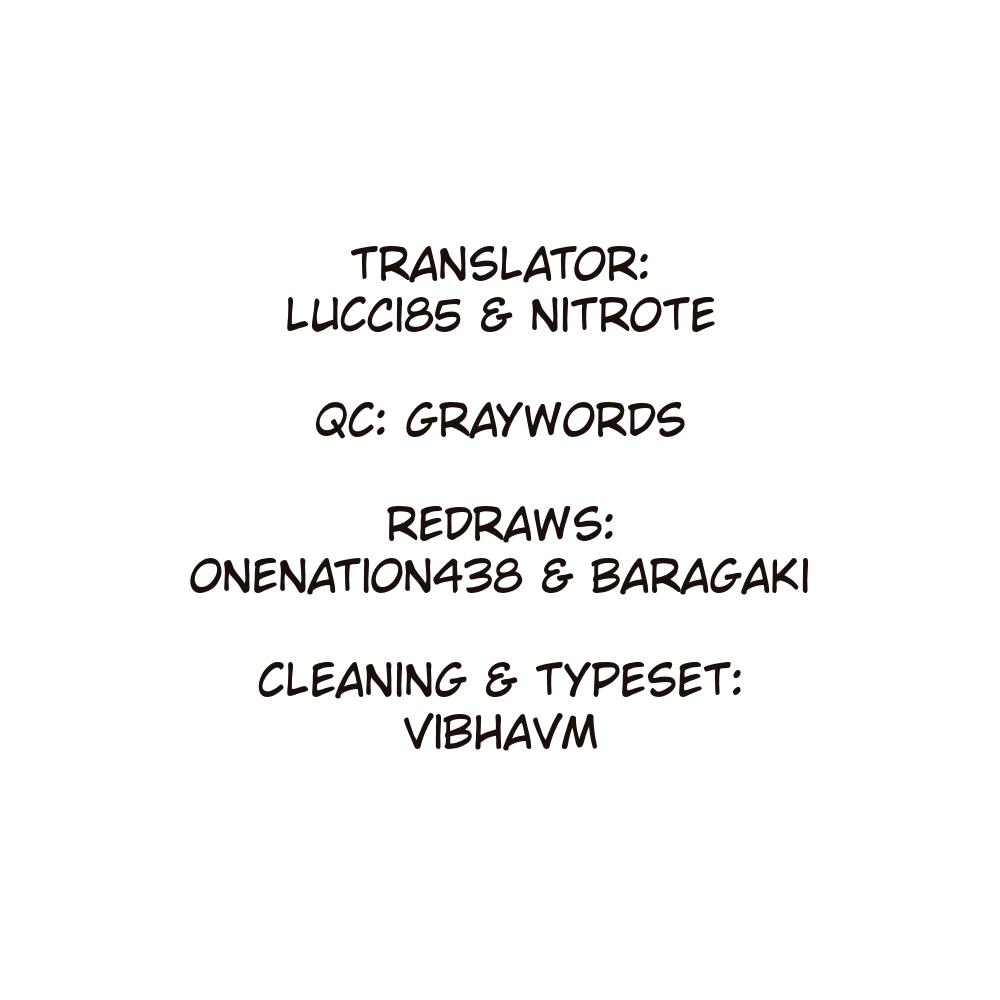 TRANSLATOR:
LUCCI85 & NITROTE
QC: GRAYWORDS
REDRAWS:
ONENATION438 & BARAGAKI
CLEANING & TYPESET:
VIBHAVM